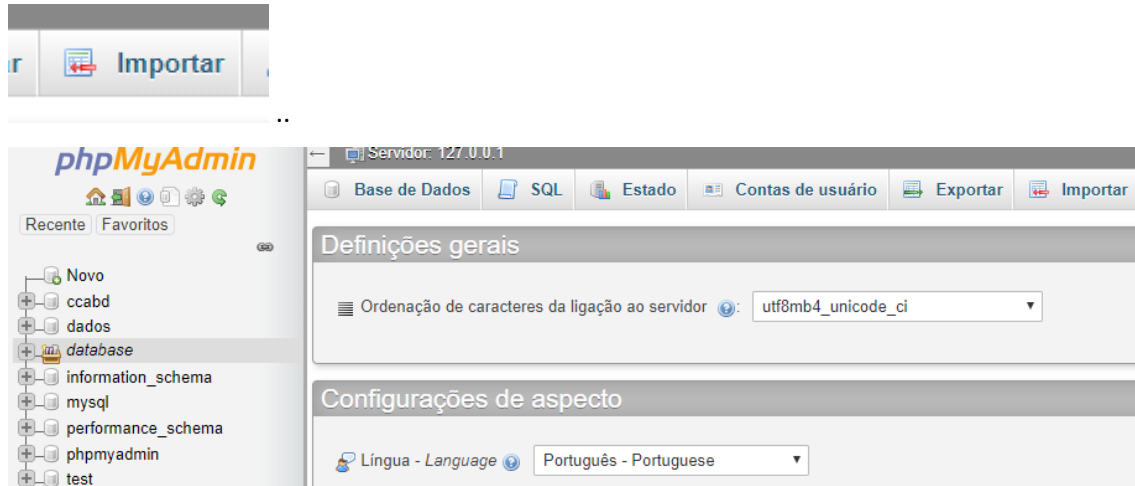 r Importar
..
phpMyAdmin
Servidor: 127.0.0.1
Base de Dados SQL Estado Contas de usuário Exportar Importar
Recente Favoritos
Novo
ccabd
dados
database
information_schema
mysql
performance_schema
phpmyadmin
test
Definições gerais
Ordenação de caracteres da ligação ao servidor : utf8mb4_unicode_ci
Configurações de aspecto
Língua - Language Português - Portuguese